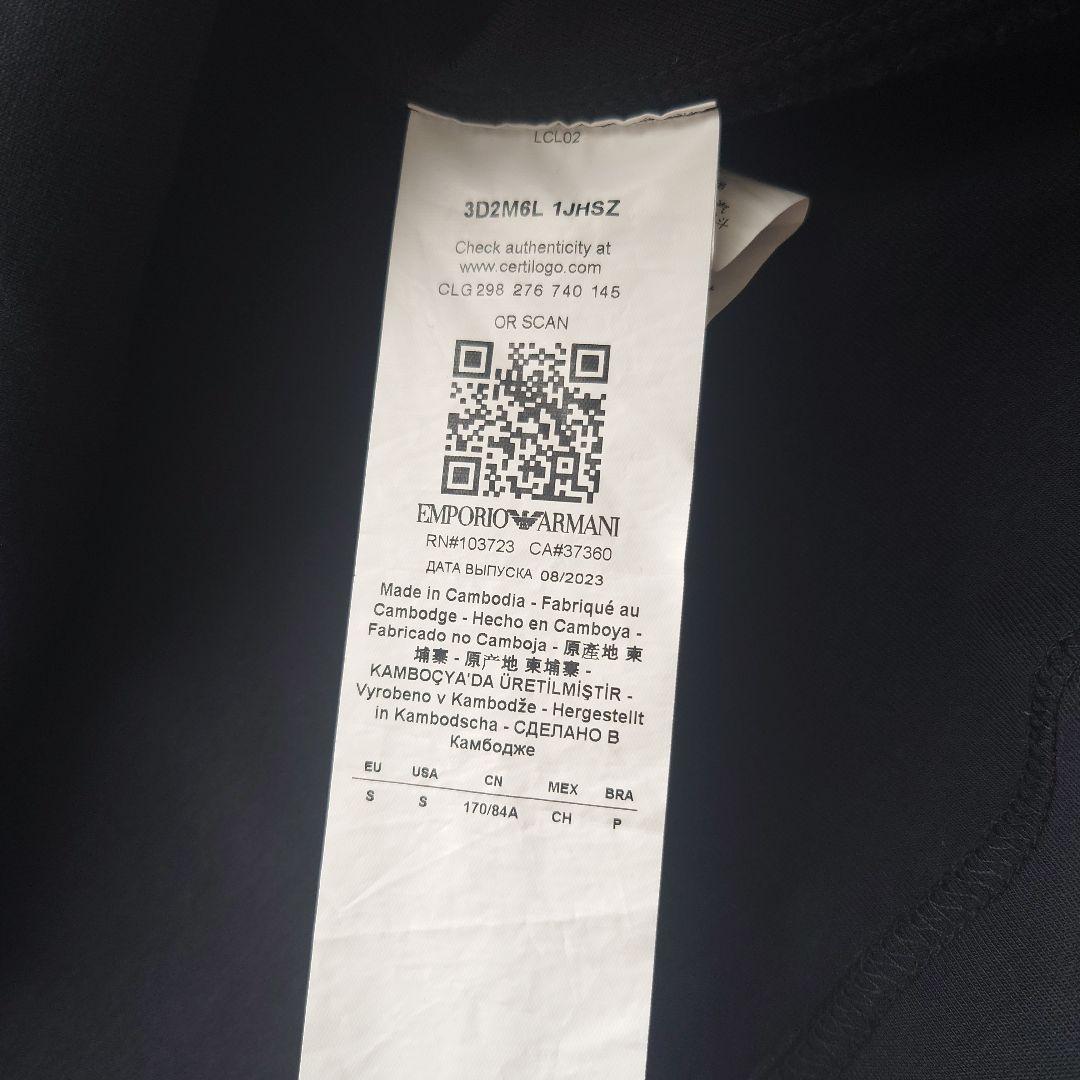 LCL02
3D2M6L 1JHSZ
Check authenticity at
www.certilogo.com
CLG 298 276 740 145
OR SCAN
EMPORIO ARMANI
RN#103723 CA#37360
ДАТА ВЫПУСКА 08/2023
Made in Cambodia - Fabriqué au
Cambodge - Hecho en Camboya -
Fabricado no Camboja - 原產地 柬
埔寨 - 原产地 柬埔寨 -
KAMBOÇYA'DA ÜRETİLMİŞTİR -
Vyrobeno v Kambodže - Hergestellt
in Kambodscha - СДЕЛАНО В
Камбодже
EU USA CN MEX BRA
S S 170/84A CH P